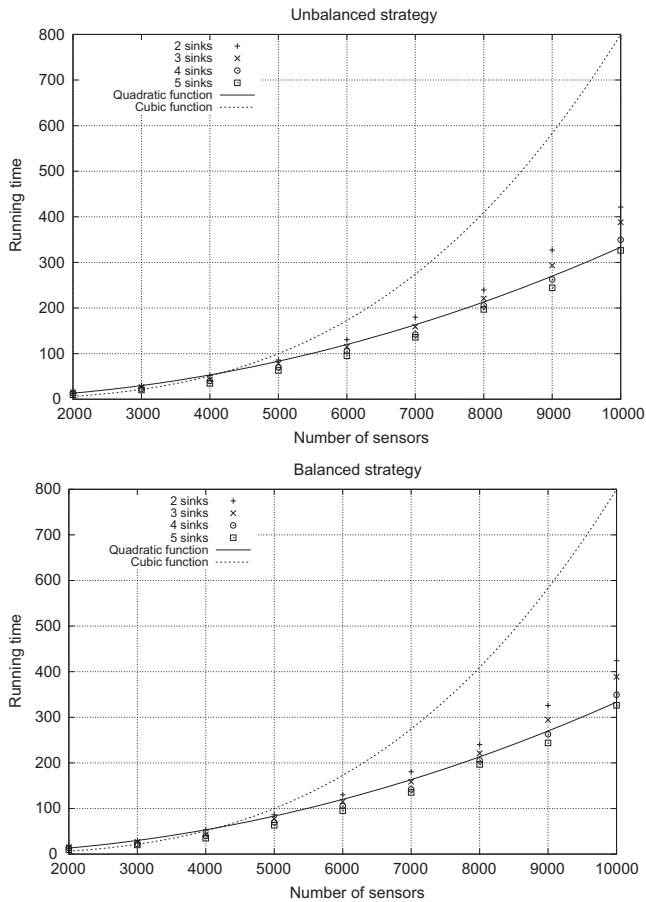 Unbalanced strategy
800
700
600
500
400
300
200
100
0
Running time
2 sinks
3 sinks
4 sinks
5 sinks
Quadratic function
Cubic function
2000 3000 4000 5000 6000 7000 8000 9000 10000
Number of sensors
Balanced strategy
800
700
600
500
400
300
200
100
0
Running time
2 sinks
3 sinks
4 sinks
5 sinks
Quadratic function
Cubic function
2000 3000 4000 5000 6000 7000 8000 9000 10000
Number of sensors